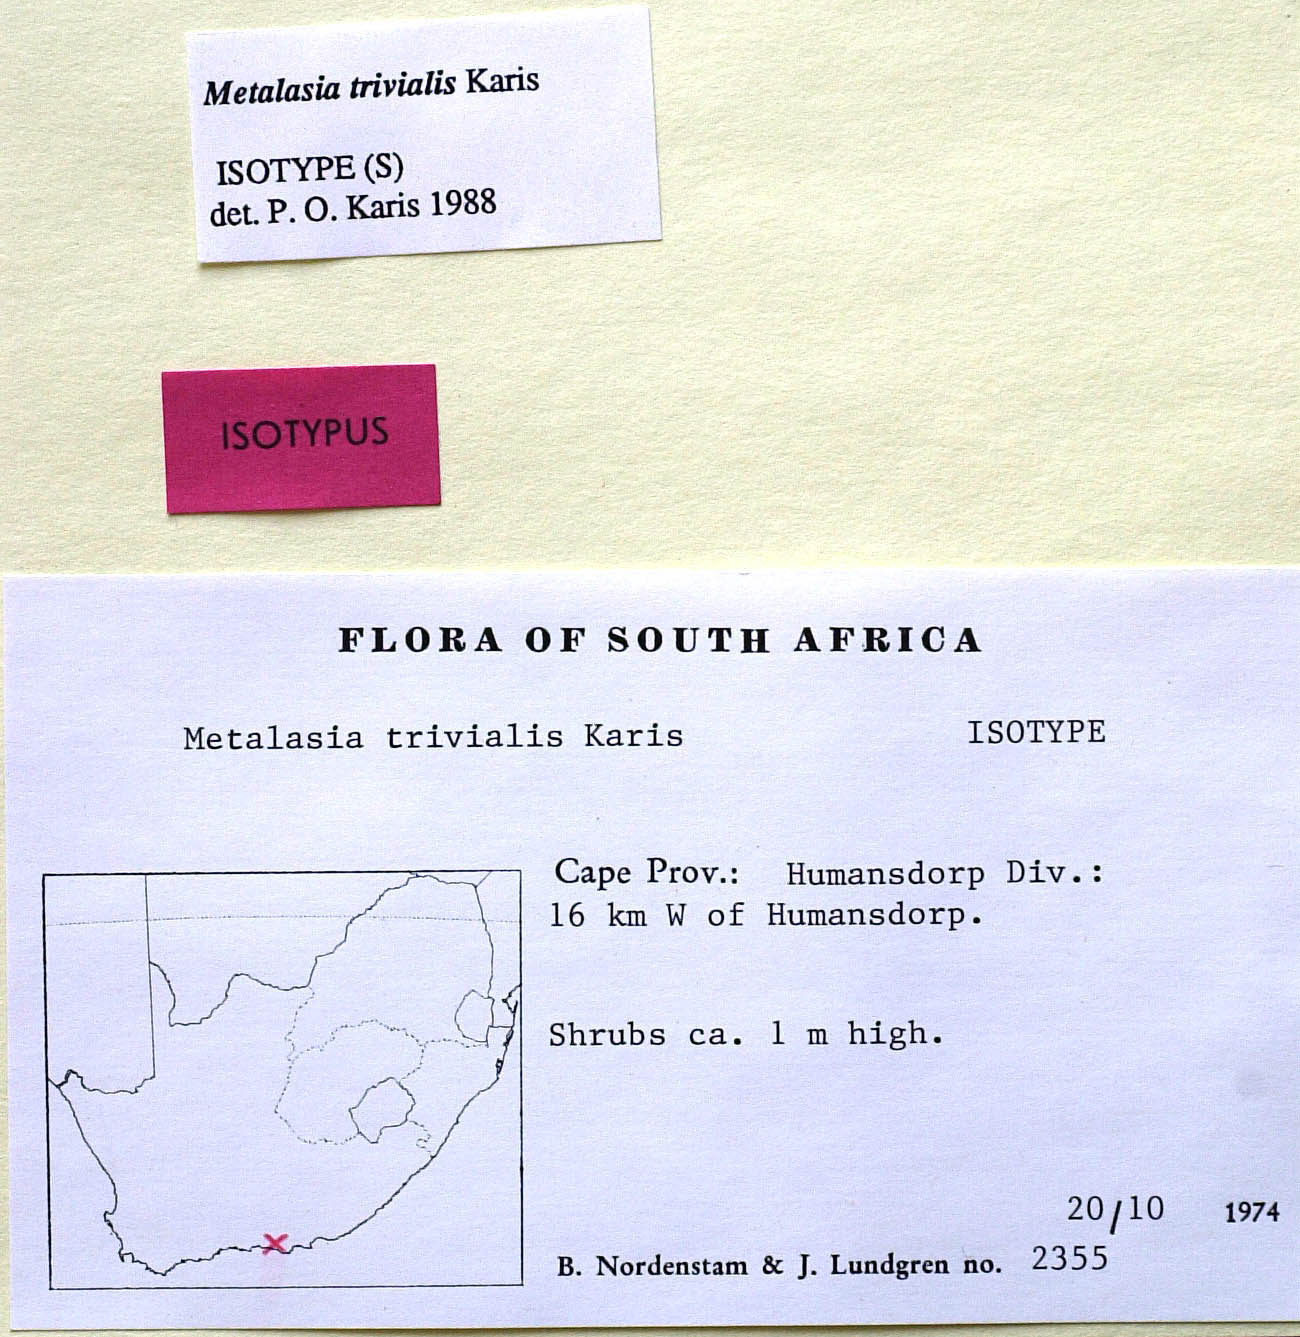 Metalasia trivialis Karis
ISOTYPE (S)
det. P. O. Karis 1988
ISOTYPUS
FLORA OF SOUTH AFRICA
Metalasia trivialis Karis ISOTYPE
Cape Prov.: Humansdorp Div.:
16 km W of Humansdorp.
Shrubs ca. 1 m high.
20/10 1974
B. Nordenstam & J. Lundgren no. 2355